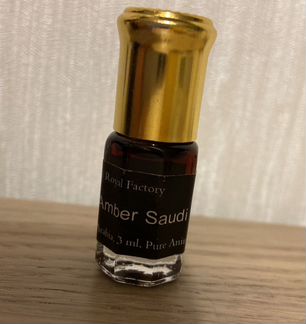 Royal Factory
Amber Saudi
3 ml. Pure